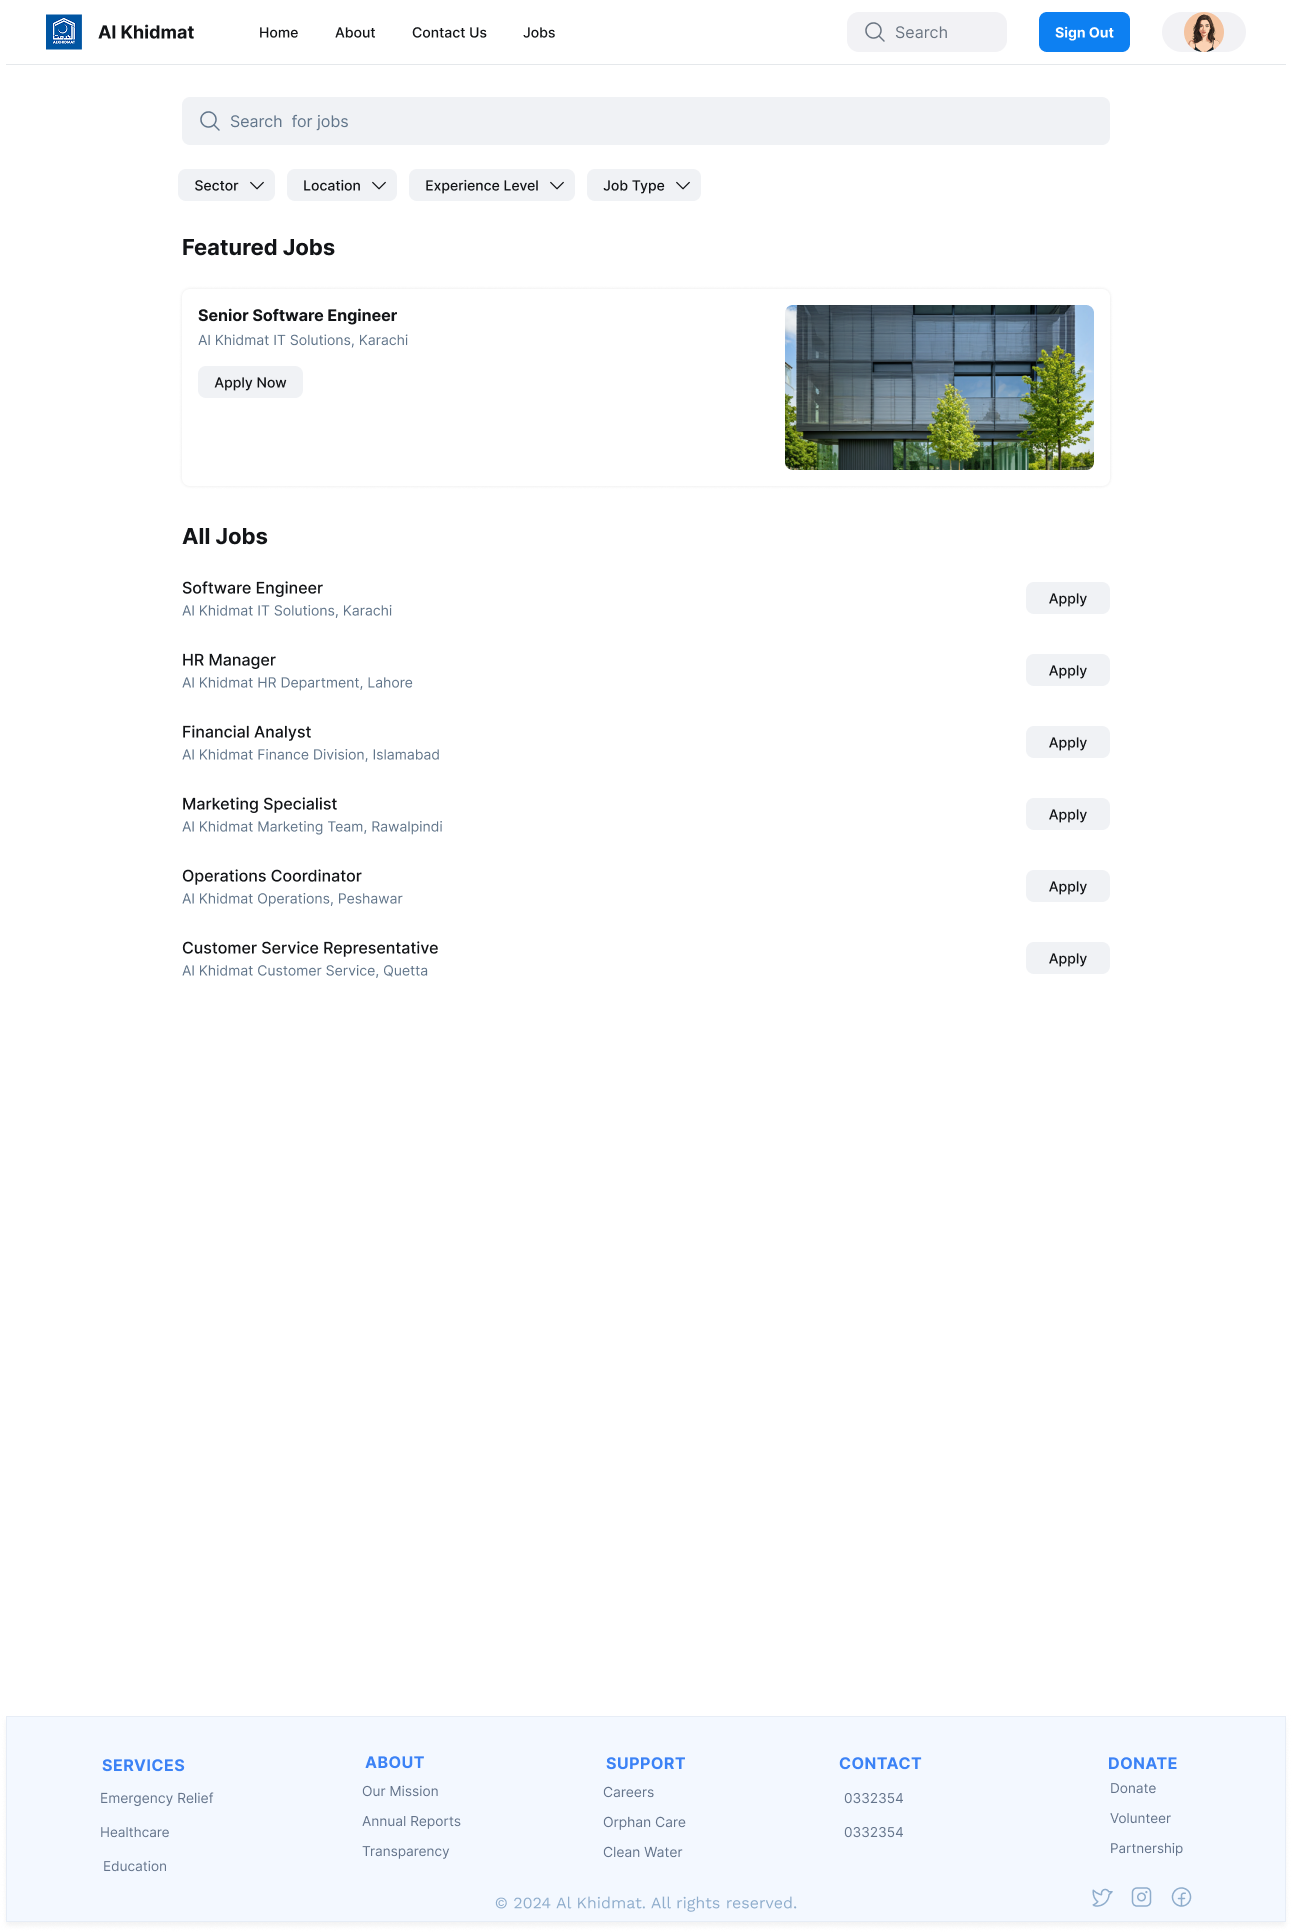 ALKHIDMAT
Al Khidmat
Home
About
Contact Us
Jobs
Search
Sign Out
Search  for jobs
Sector
Location
Experience Level
Job Type
Featured Jobs
Senior Software Engineer
Al Khidmat IT Solutions, Karachi
Apply Now
All Jobs
Software Engineer
Al Khidmat IT Solutions, Karachi
Apply
HR Manager
Al Khidmat HR Department, Lahore
Apply
Financial Analyst
Al Khidmat Finance Division, Islamabad
Apply
Marketing Specialist
Al Khidmat Marketing Team, Rawalpindi
Apply
Operations Coordinator
Al Khidmat Operations, Peshawar
Apply
Customer Service Representative
Al Khidmat Customer Service, Quetta
Apply
SERVICES
Emergency Relief
Healthcare
Education
ABOUT
Our Mission
Annual Reports
Transparency
SUPPORT
Careers
Orphan Care
Clean Water
CONTACT
0332354
0332354
DONATE
Donate
Volunteer
Partnership
© 2024 Al Khidmat. All rights reserved.